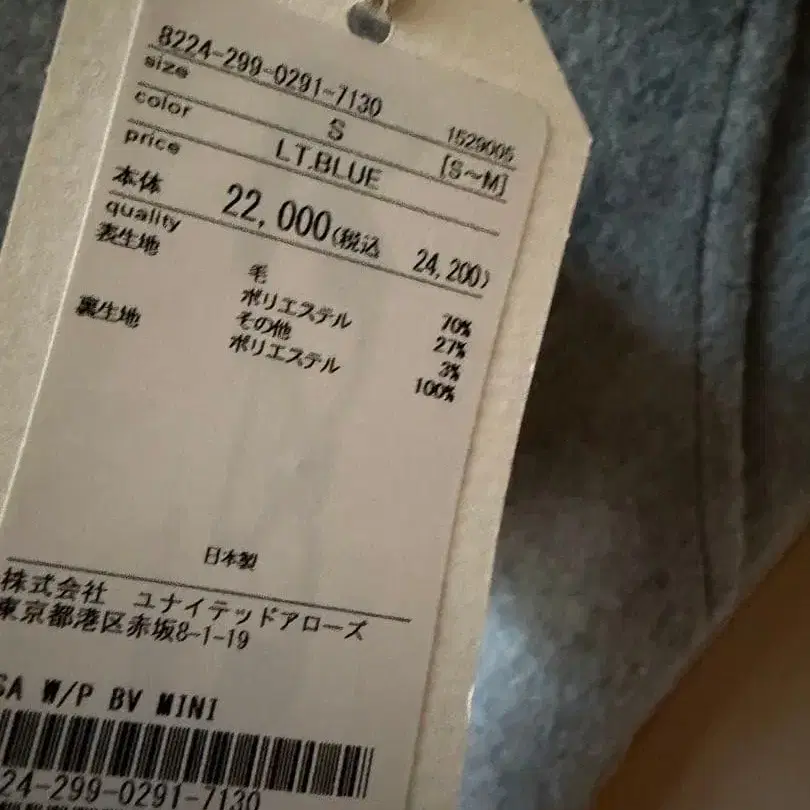 8224-299-0291-7130
size S 1529005
color LT.BLUE [S～M]
price
本体 22,000(税込 24,200)
quality
表生地 毛 70%
ポリエステル 27%
その他 3%
裏生地 ポリエステル 100%
日本製
株式会社 ユナイテッドアローズ
東京都港区赤坂8-1-19
SA W/P BV MINI
24-299-0291-7130